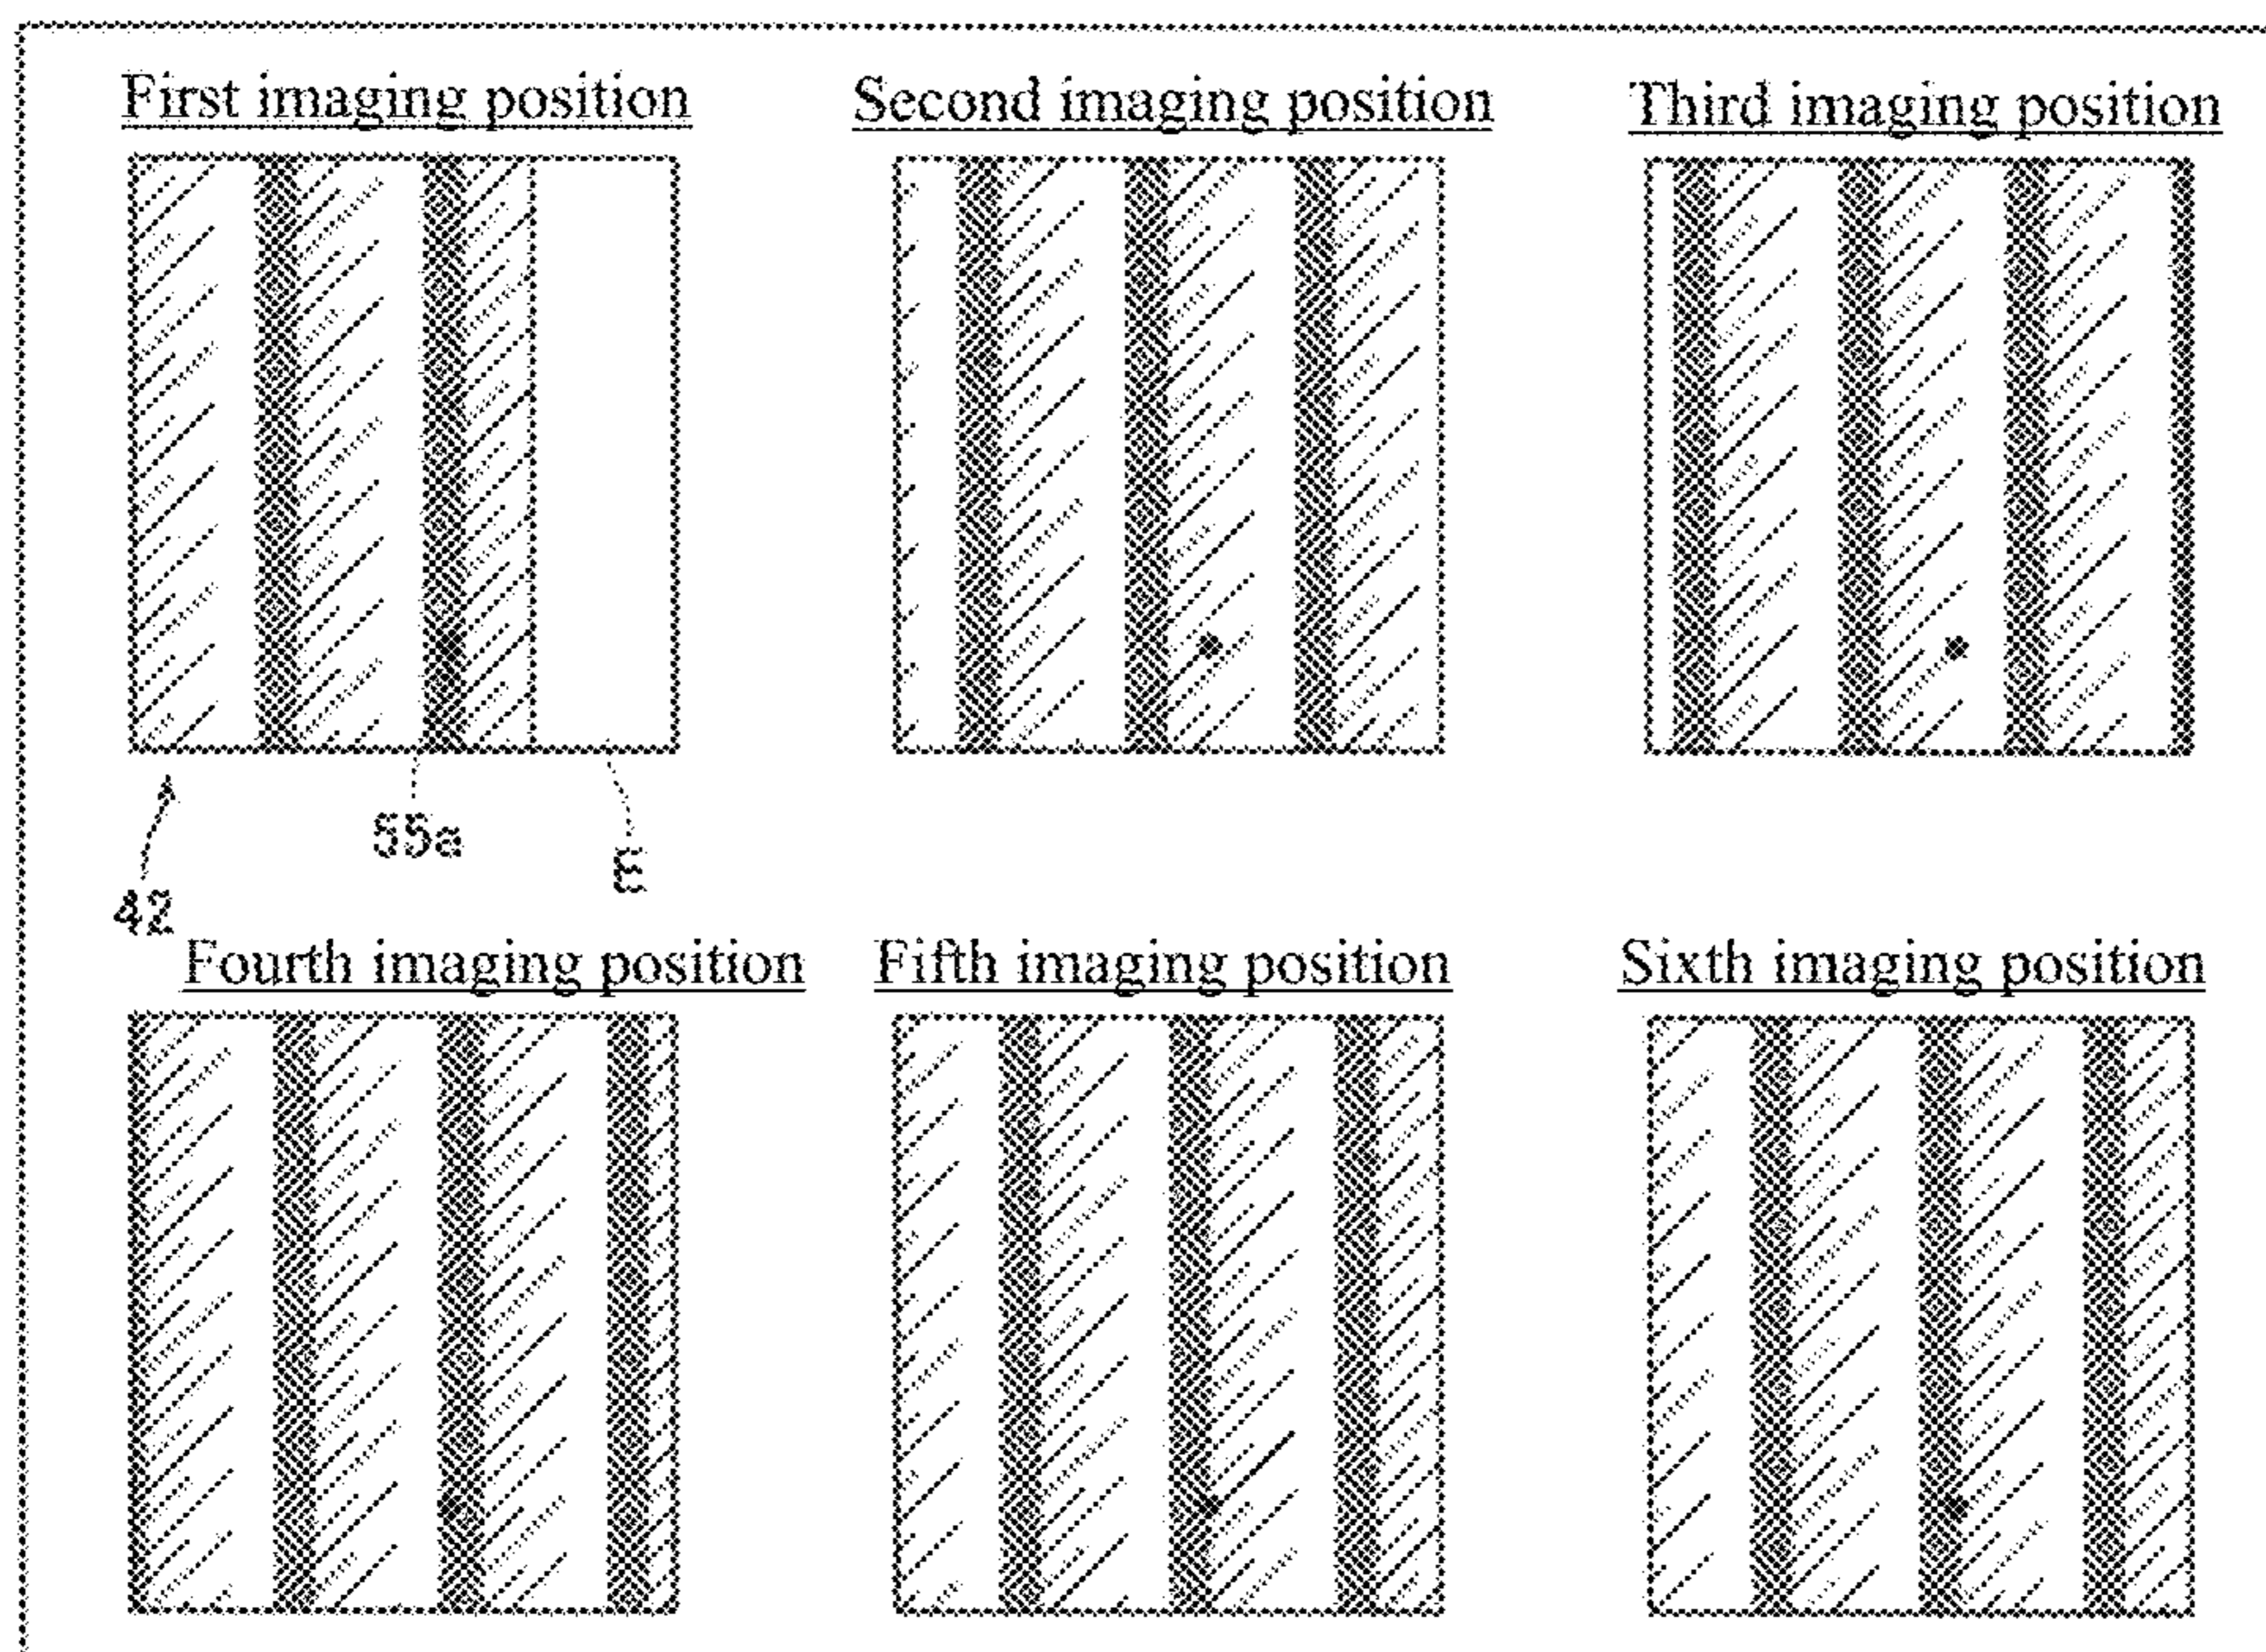 First imaging position
Second imaging position
Third imaging position
55a
E
42
Fourth imaging position
Fifth imaging position
Sixth imaging position